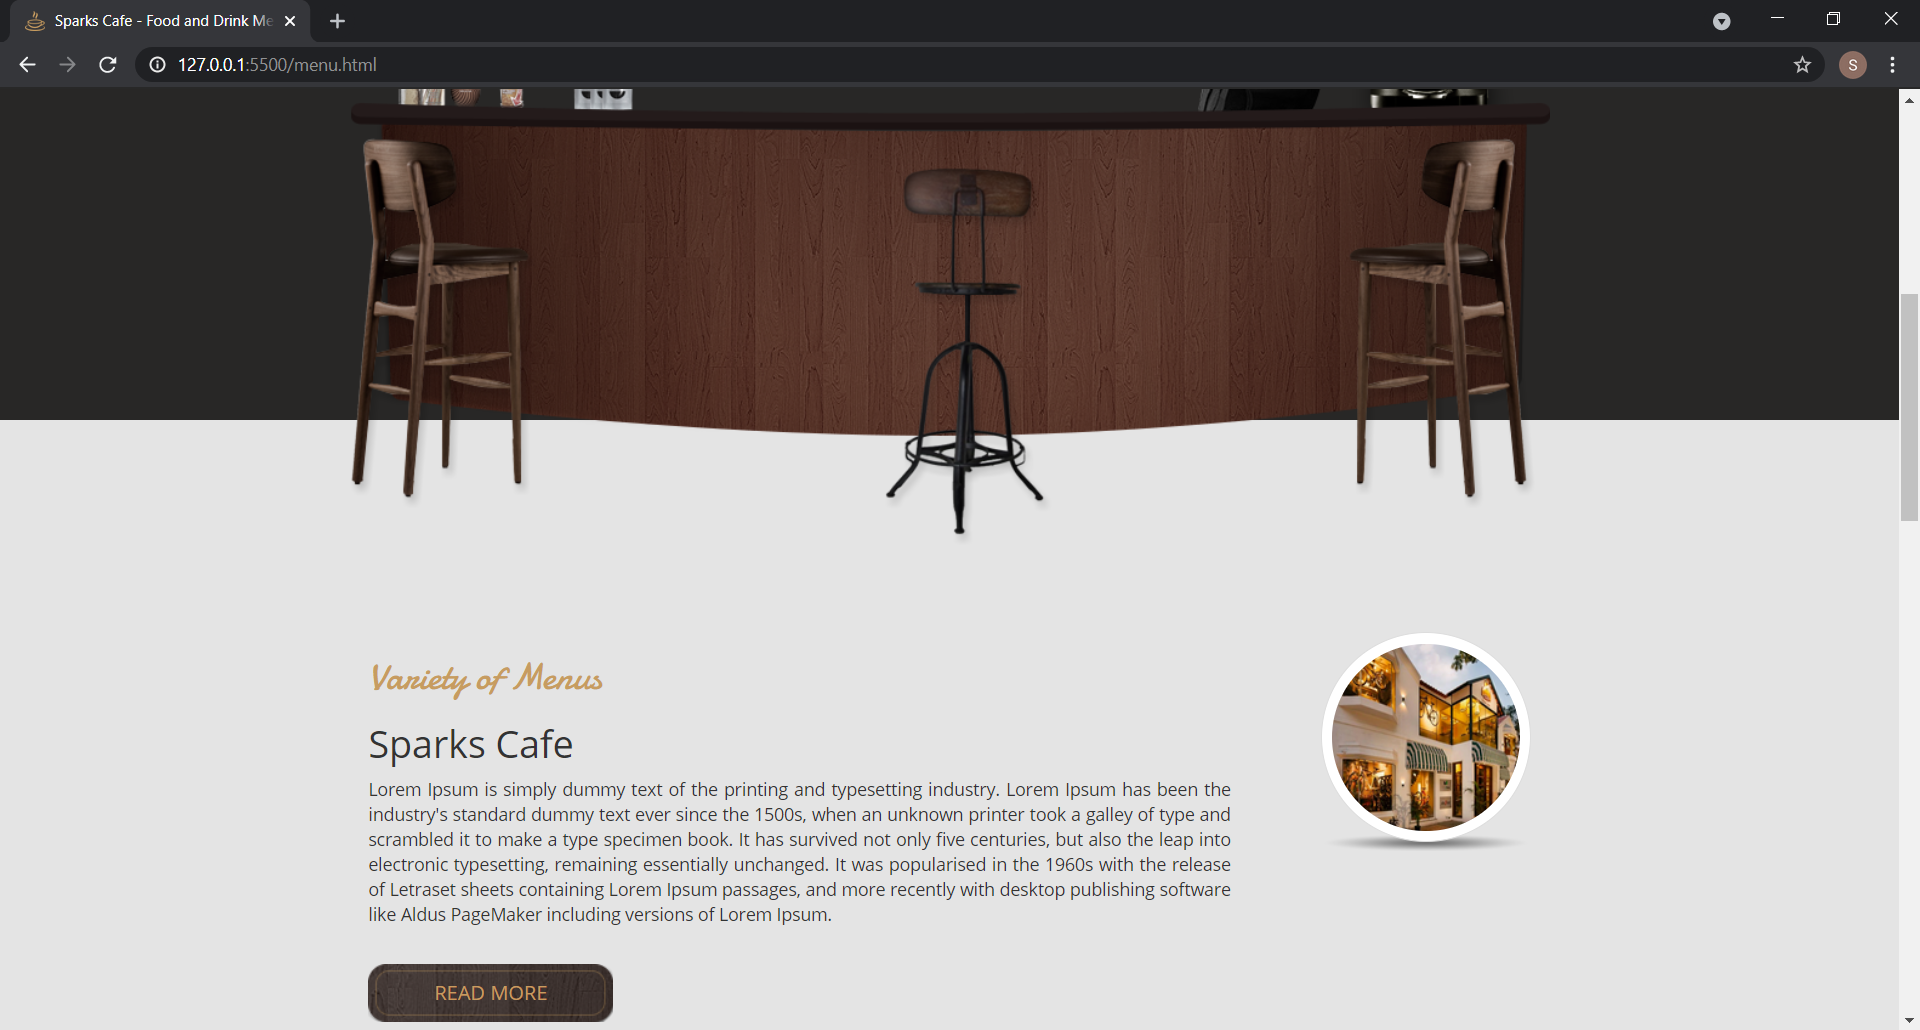 Sparks Cafe - Food and Drink Me
127.0.0.1:5500/menu.html
S
Variety of Menus
Sparks Cafe
Lorem Ipsum is simply dummy text of the printing and typesetting industry. Lorem Ipsum has been the
industry's standard dummy text ever since the 1500s, when an unknown printer took a galley of type and
scrambled it to make a type specimen book. It has survived not only five centuries, but also the leap into
electronic typesetting, remaining essentially unchanged. It was popularised in the 1960s with the release
of Letraset sheets containing Lorem Ipsum passages, and more recently with desktop publishing software
like Aldus PageMaker including versions of Lorem Ipsum.
READ MORE